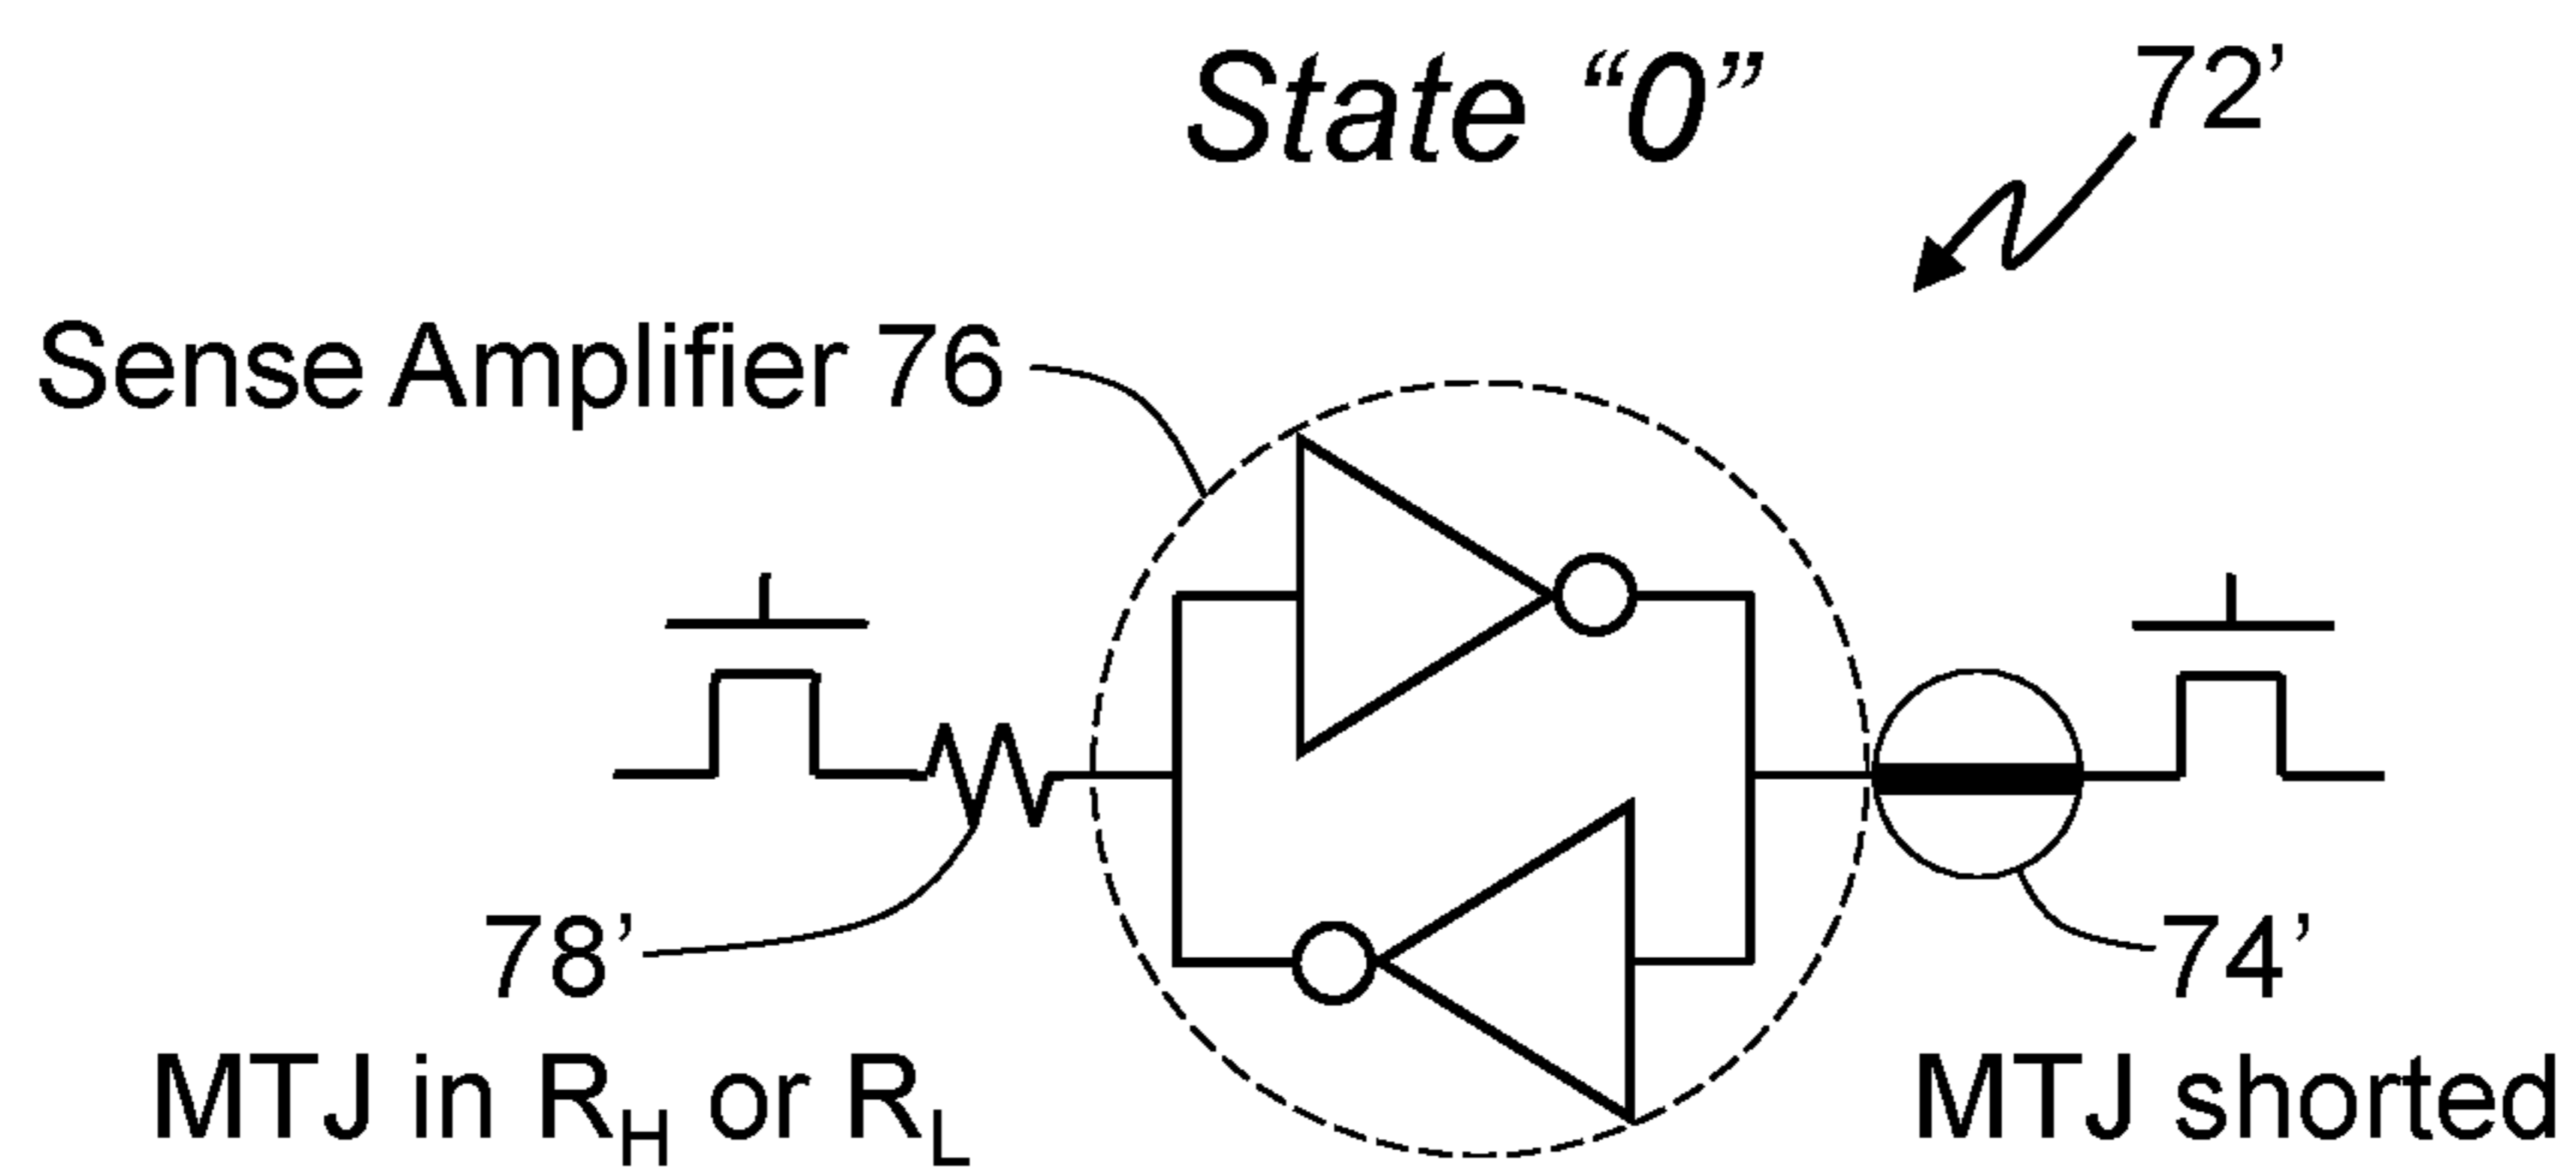 State “0”
72’
Sense Amplifier 76
78’
74’
MTJ in RH or RL
MTJ shorted